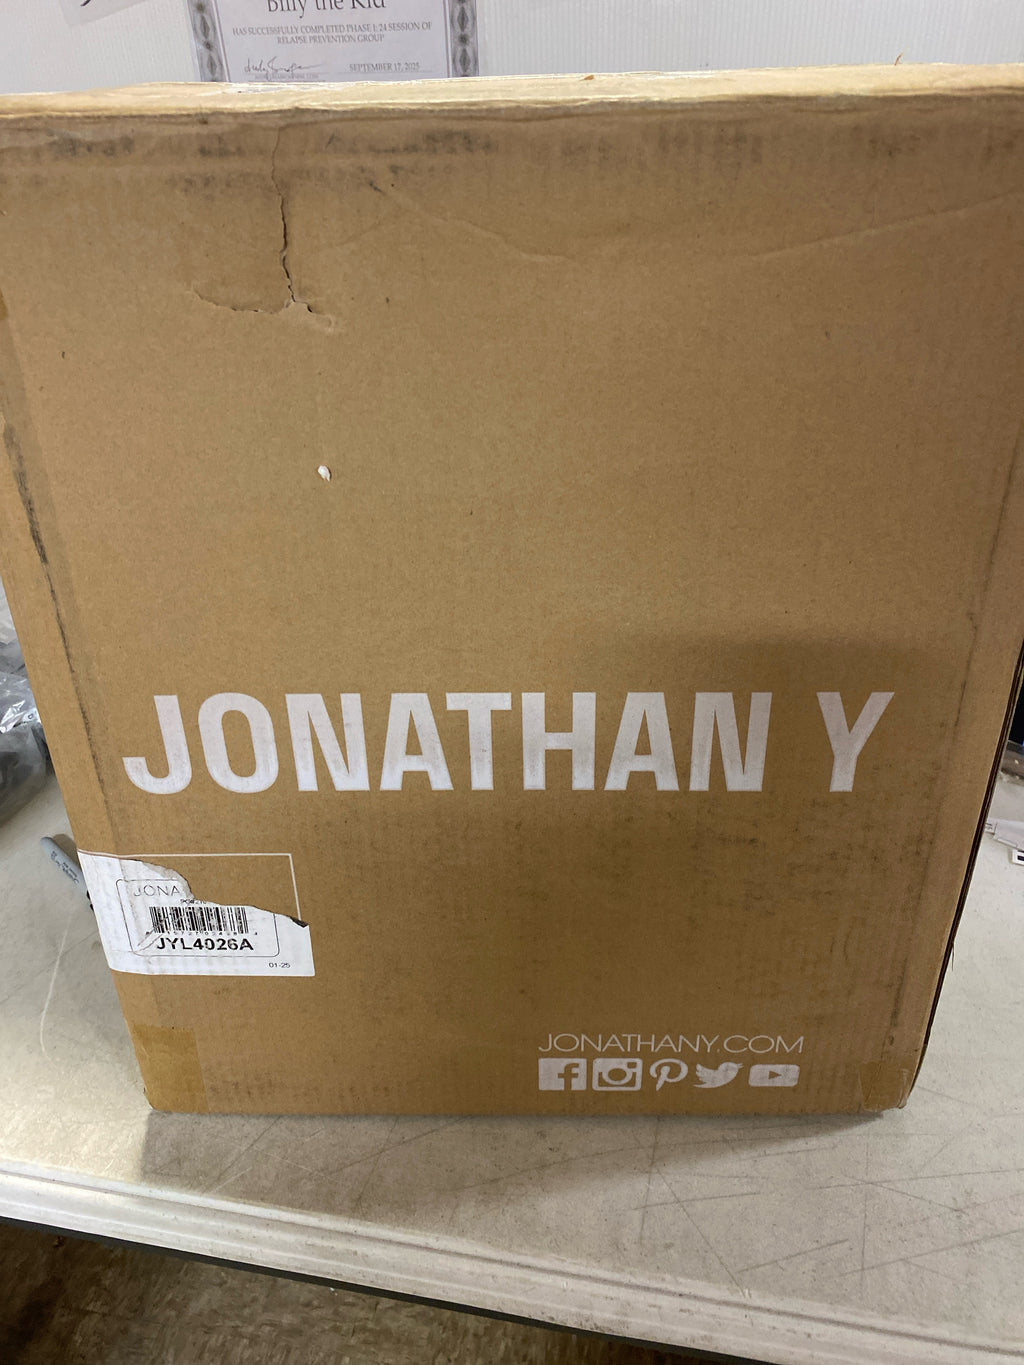 Billy the Kid
HAS SUCCESSFULLY COMPLETED PHASE 1: 24 SESSION OF
RELAPSE PREVENTION GROUP
SEPTEMBER 17, 2025
JONATHAN Y
JONA
JYL4026A
01-25
JONATHANY.COM